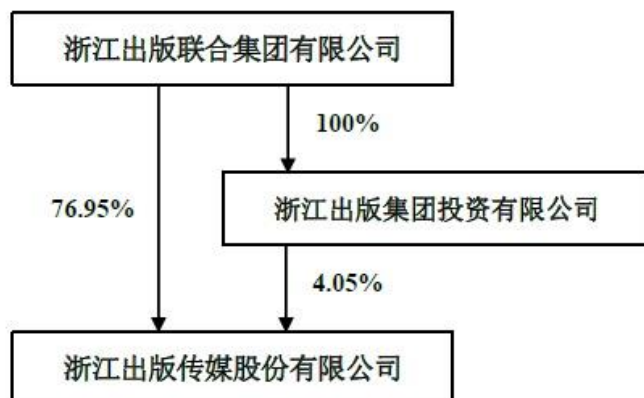 浙江出版联合集团有限公司
100%
76.95%
浙江出版集团投资有限公司
4.05%
浙江出版传媒股份有限公司